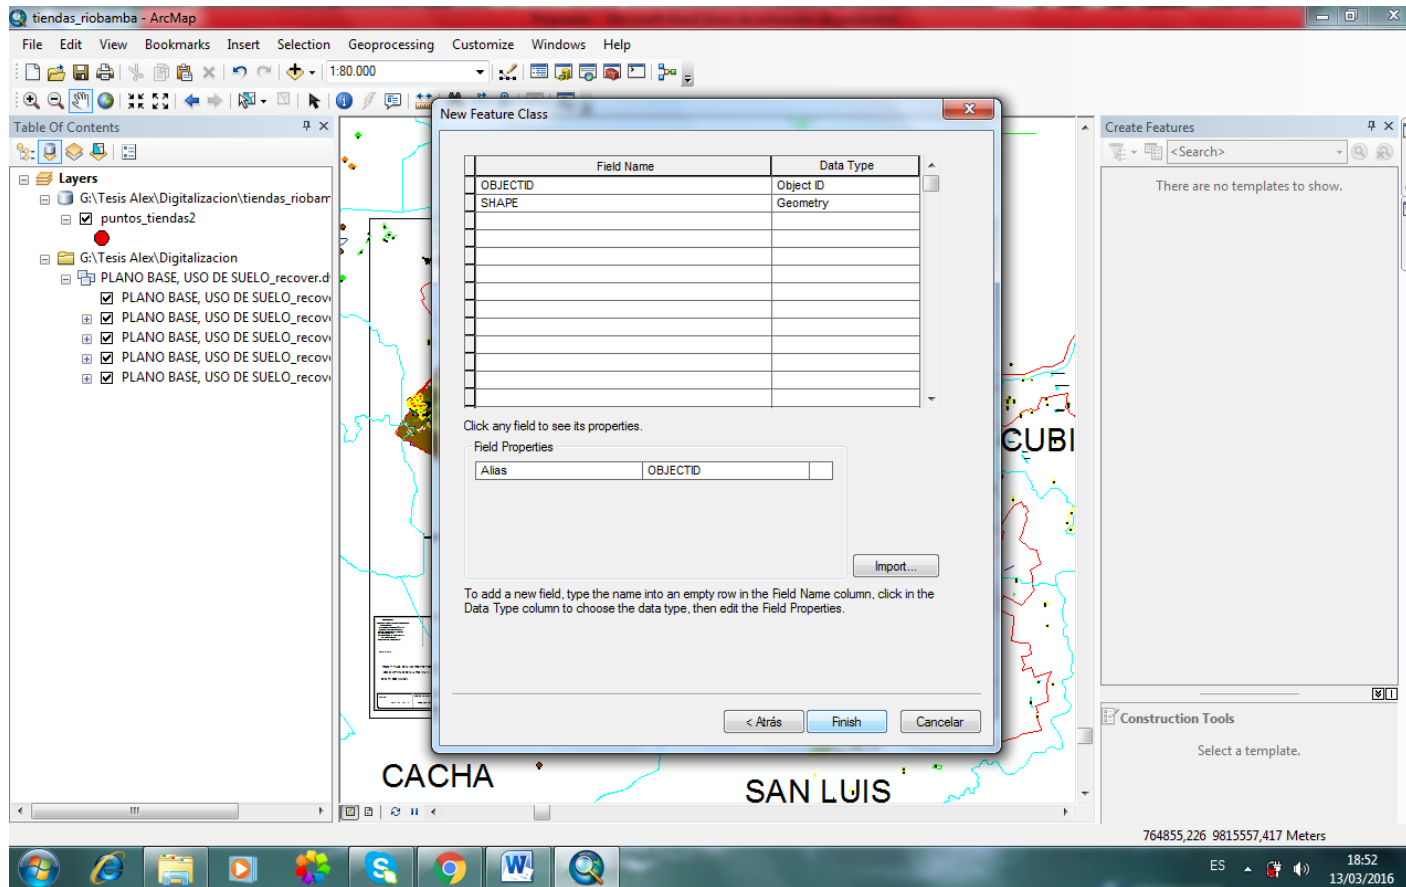 tiendas_riobamba - ArcMap
File Edit View Bookmarks Insert Selection Geoprocessing Customize Windows Help
1:80.000
Table Of Contents
Layers
G:\Tesis Alex\Digitalizacion\tiendas_riobam
puntos_tiendas2
G:\Tesis Alex\Digitalizacion
PLANO BASE, USO DE SUELO_recover.d
PLANO BASE, USO DE SUELO_recov
PLANO BASE, USO DE SUELO_recov
PLANO BASE, USO DE SUELO_recov
PLANO BASE, USO DE SUELO_recov
PLANO BASE, USO DE SUELO_recov
New Feature Class
Field Name Data Type
OBJECTID Object ID
SHAPE Geometry
Click any field to see its properties.
Field Properties
Alias OBJECTID
Import...
To add a new field, type the name into an empty row in the Field Name column, click in the
Data Type column to choose the data type, then edit the Field Properties.
< Atrás Finish Cancelar
CUBI
CACHA
SAN LUIS
Create Features
<Search>
There are no templates to show.
Construction Tools
Select a template.
764855,226 9815557,417 Meters
ES
18:52
13/03/2016